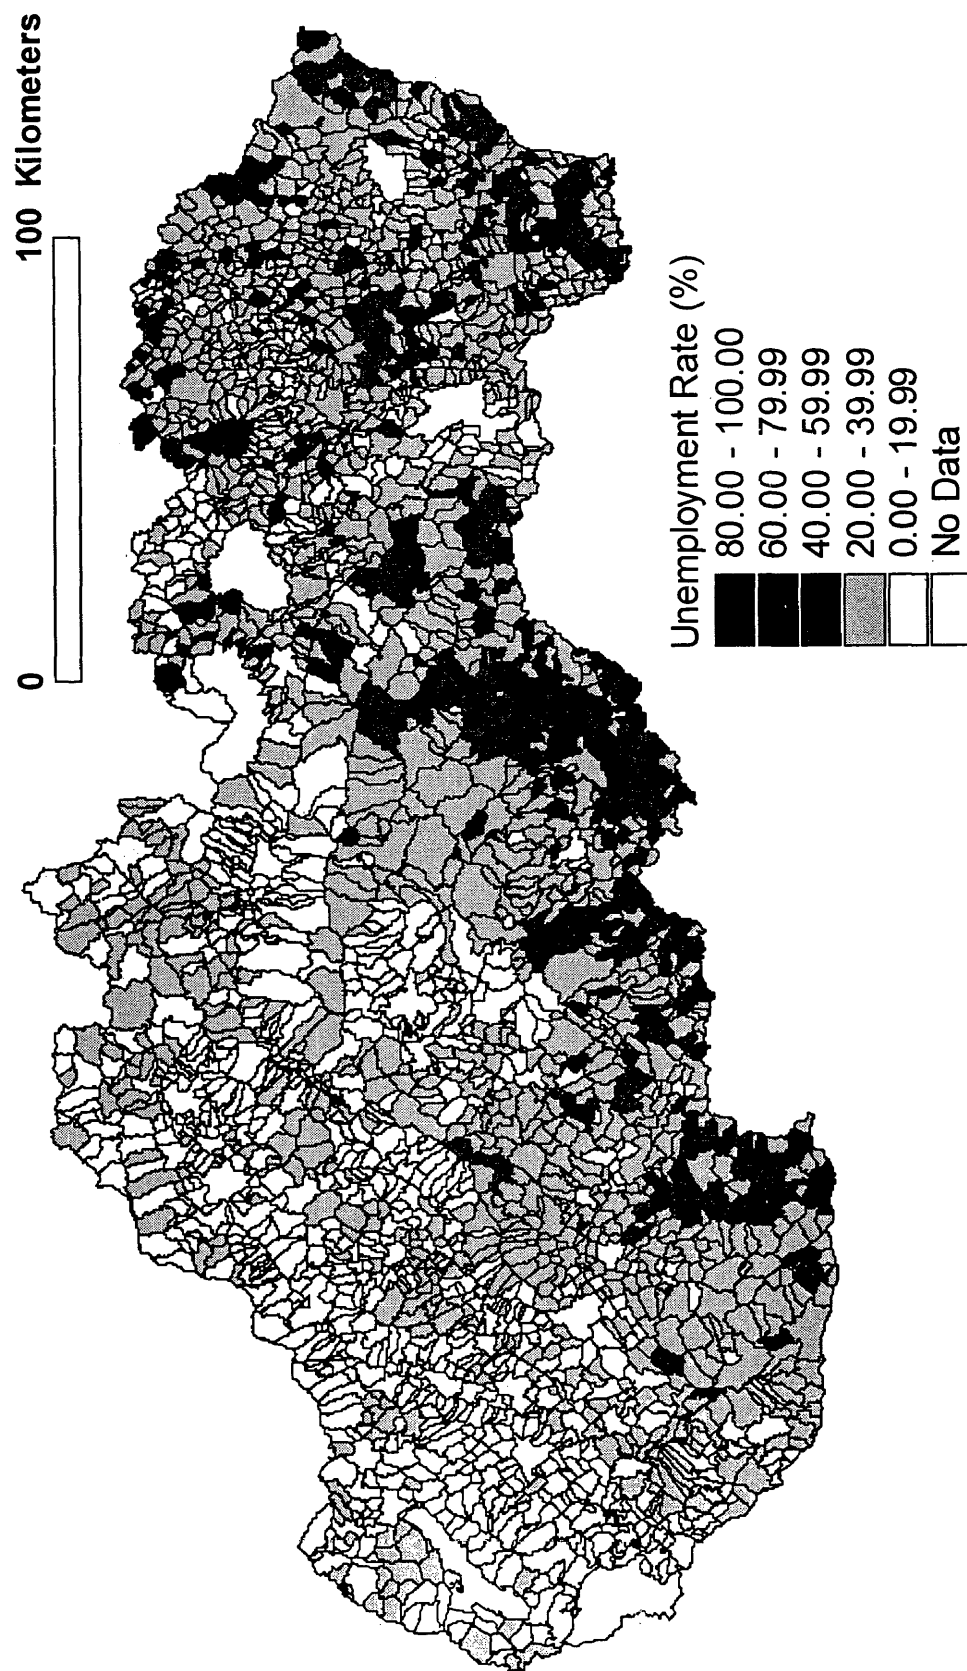 0 100 Kilometers
Unemployment Rate (%)
80.00 - 100.00
60.00 - 79.99
40.00 - 59.99
20.00 - 39.99
0.00 - 19.99
No Data